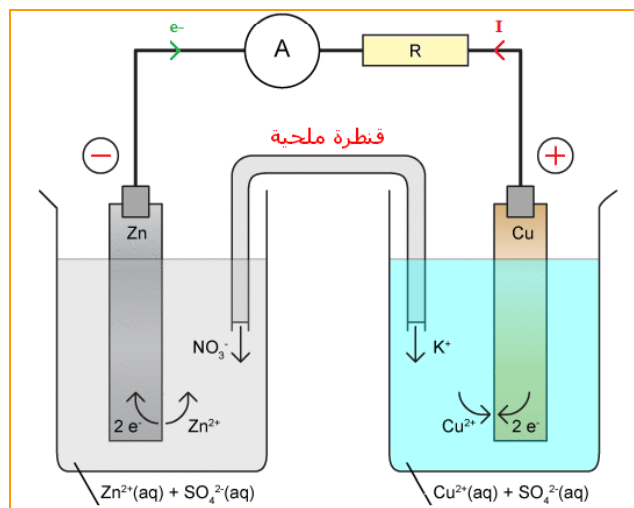 e-
A
R
I
قنطرة ملحية
−
+
Zn
Cu
NO₃⁻
K⁺
2 e⁻
Zn²⁺
Cu²⁺
2 e⁻
Zn²⁺(aq) + SO₄²⁻(aq)
Cu²⁺(aq) + SO₄²⁻(aq)